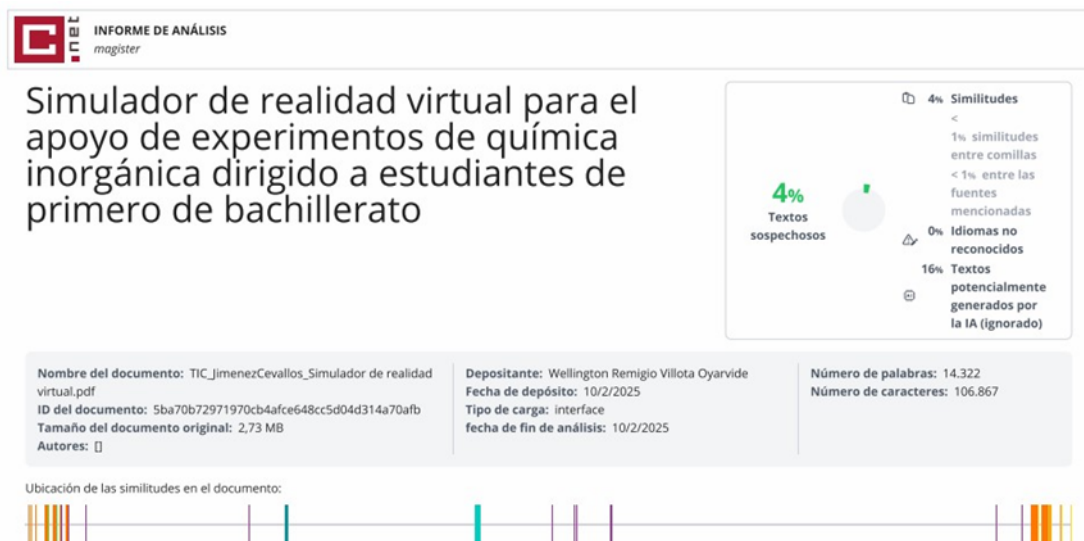 C
.net
INFORME DE ANÁLISIS
magister
Simulador de realidad virtual para el
apoyo de experimentos de química
inorgánica dirigido a estudiantes de
primero de bachillerato
4%
Textos
sospechosos
4% Similitudes
<
1% similitudes
entre comillas
< 1% entre las
fuentes
mencionadas
0% Idiomas no
reconocidos
16% Textos
potencialmente
generados por
la IA (ignorado)
Nombre del documento: TIC_JimenezCevallos_Simulador de realidad
virtual.pdf
ID del documento: 5ba70b72971970cb4afce648cc5d04d314a70afb
Tamaño del documento original: 2,73 MB
Autores: []
Depositante: Wellington Remigio Villota Oyarvide
Fecha de depósito: 10/2/2025
Tipo de carga: interface
fecha de fin de análisis: 10/2/2025
Número de palabras: 14.322
Número de caracteres: 106.867
Ubicación de las similitudes en el documento: